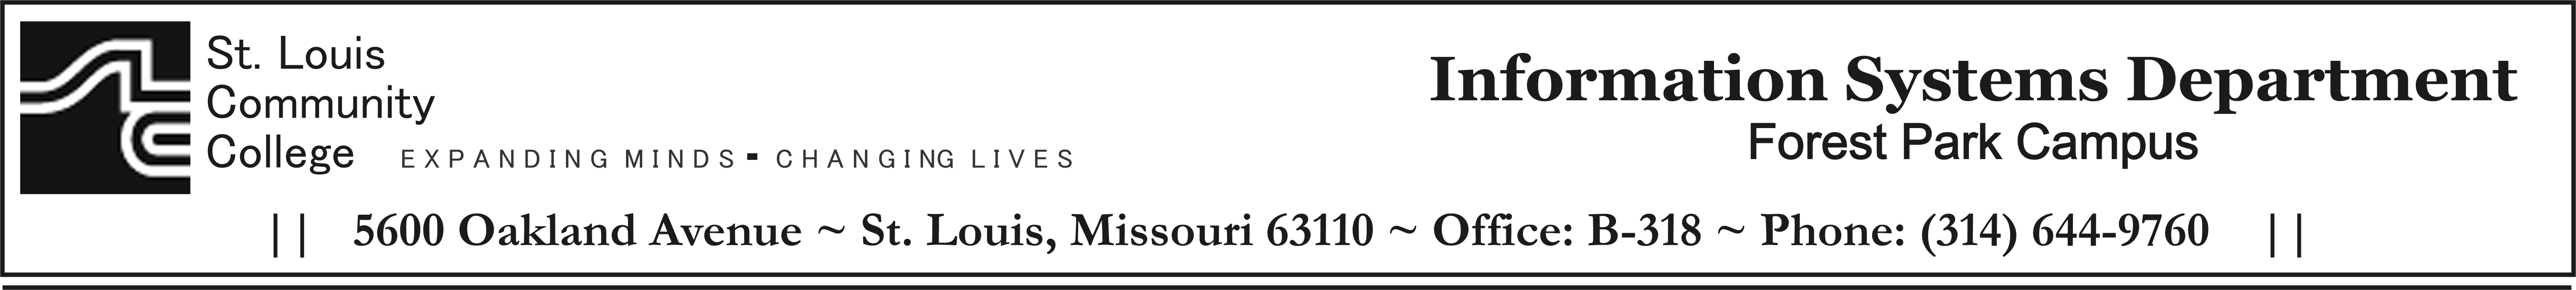 St. Louis
Community
College EXPANDING MINDS - CHANGING LIVES
Information Systems Department
Forest Park Campus
|| 5600 Oakland Avenue ~ St. Louis, Missouri 63110 ~ Office: B-318 ~ Phone: (314) 644-9760 ||